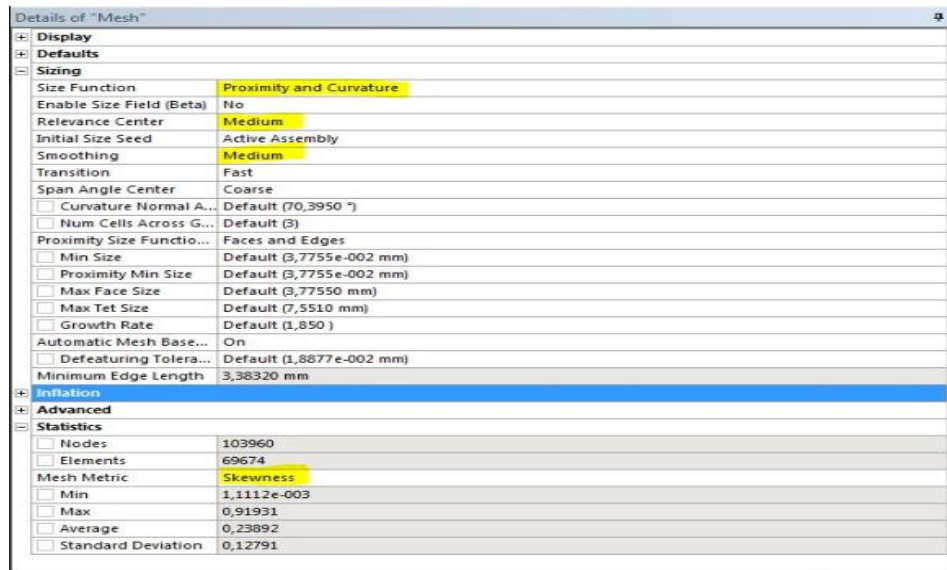 Details of "Mesh"
Display
Defaults
Sizing
Size Function Proximity and Curvature
Enable Size Field (Beta) No
Relevance Center Medium
Initial Size Seed Active Assembly
Smoothing Medium
Transition Fast
Span Angle Center Coarse
Curvature Normal A... Default (70,3950 °)
Num Cells Across G... Default (3)
Proximity Size Functio... Faces and Edges
Min Size Default (3,7755e-002 mm)
Proximity Min Size Default (3,7755e-002 mm)
Max Face Size Default (3,77550 mm)
Max Tet Size Default (7,5510 mm)
Growth Rate Default (1,850 )
Automatic Mesh Base... On
Defeaturing Tolera... Default (1,8877e-002 mm)
Minimum Edge Length 3,38320 mm
Inflation
Advanced
Statistics
Nodes 103960
Elements 69674
Mesh Metric Skewness
Min 1,1112e-003
Max 0,91931
Average 0,23892
Standard Deviation 0,12791